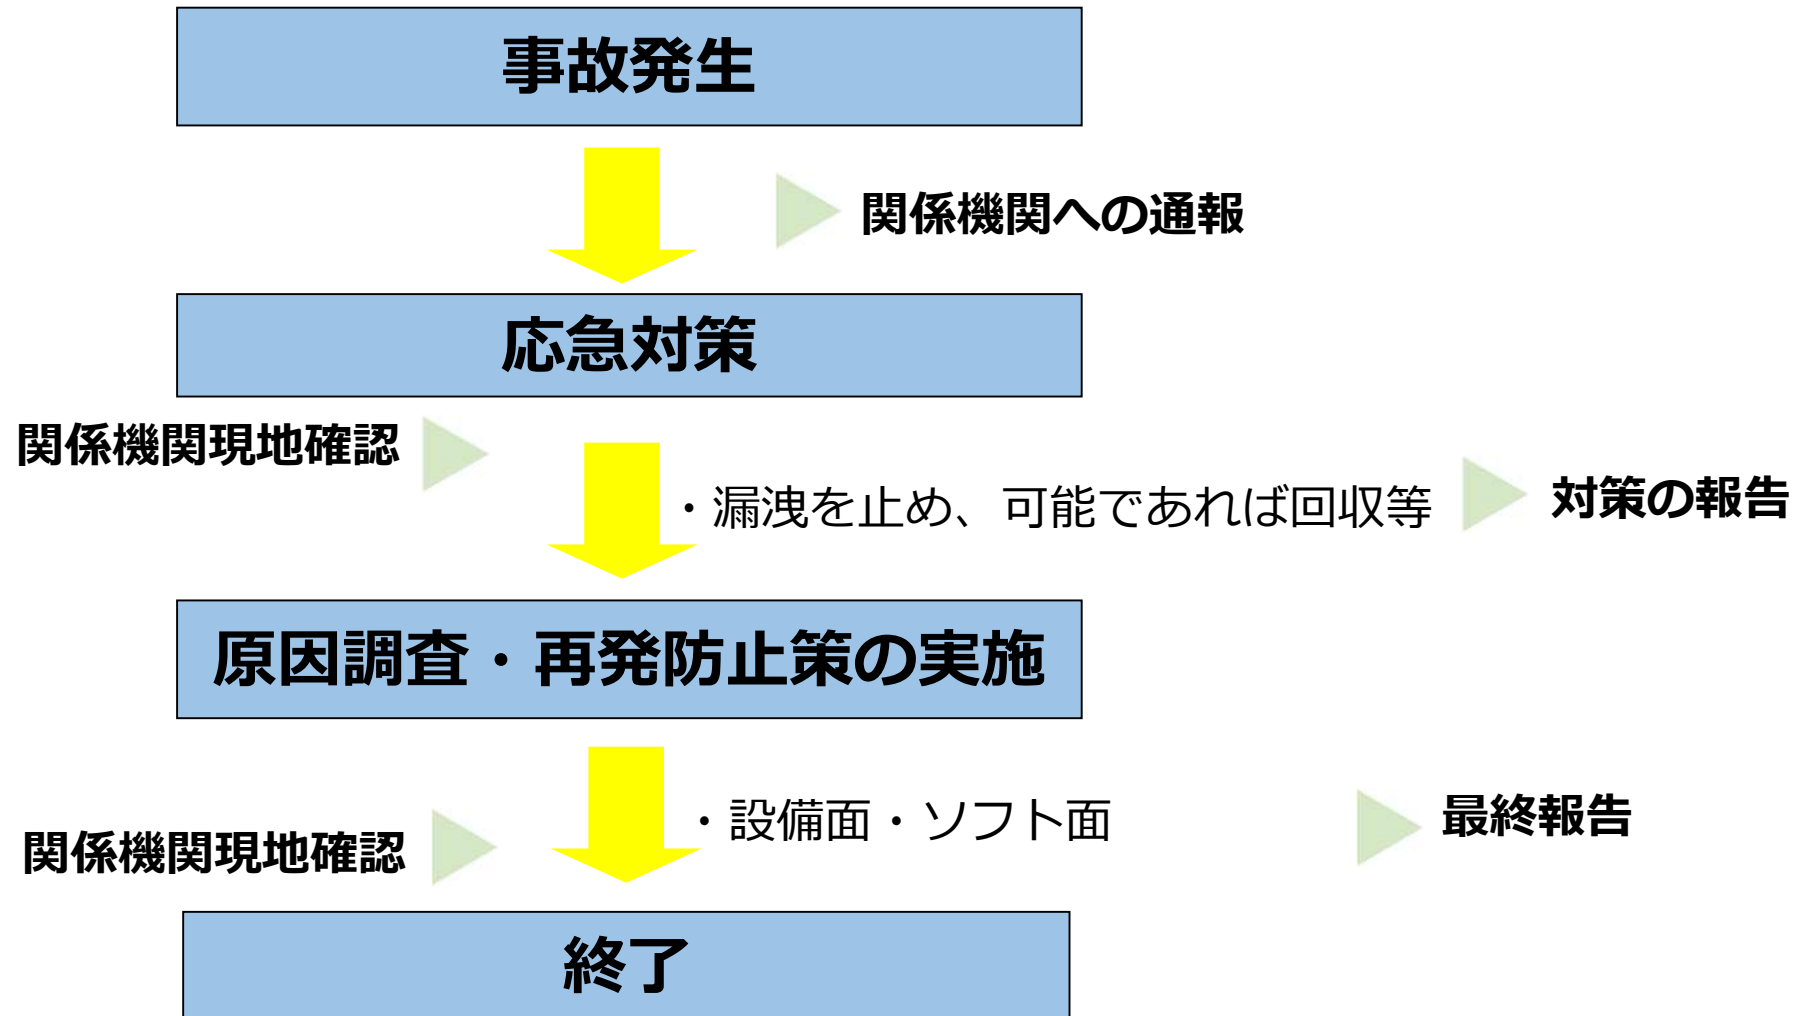 事故発生
関係機関への通報
応急対策
関係機関現地確認
・漏洩を止め、可能であれば回収等
対策の報告
原因調査・再発防止策の実施
・設備面・ソフト面
最終報告
関係機関現地確認
終了